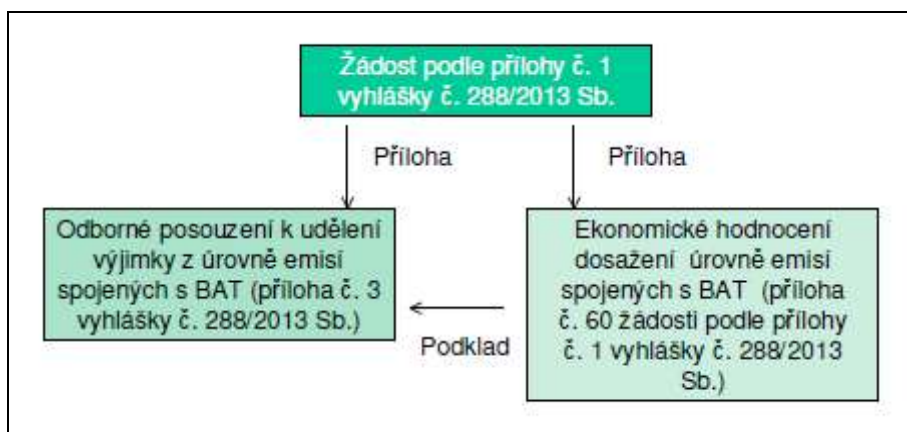 Žádost podle přílohy č. 1
vyhlášky č. 288/2013 Sb.
Příloha
Příloha
Odborné posouzení k udělení
výjimky z úrovně emisí
spojených s BAT (příloha č. 3
vyhlášky č. 288/2013 Sb.)
Podklad
Ekonomické hodnocení
dosažení úrovně emisí
spojených s BAT (příloha
č. 60 žádosti podle přílohy
č. 1 vyhlášky č. 288/2013
Sb.)